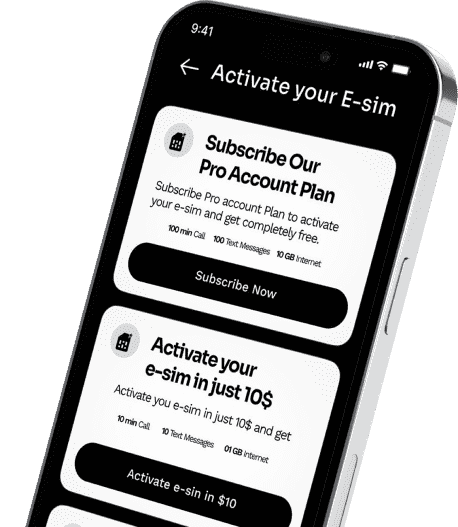 9:41
Activate your E-sim
Subscribe Our
Pro Account Plan
Subscribe Pro account Plan to activate
your e-sim and get completely free.
100 min Call 100 Text Messages 10 GB Internet
Subscribe Now
Activate your
e-sim in just 10$
Activate you e-sim in just 10$ and get
10 min Call 10 Text Messages 01 GB Internet
Activate e-sin in $10